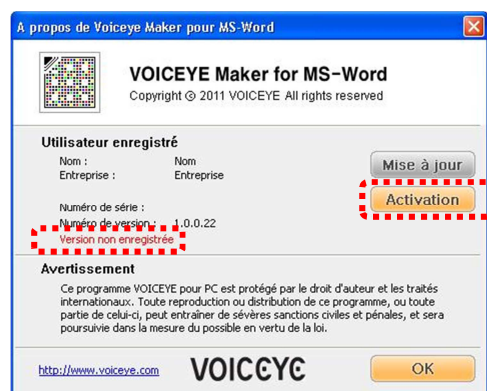 A propos de Voiceye Maker pour MS-Word
VOICEYE Maker for MS-Word
Copyright © 2011 VOICEYE All rights reserved
Utilisateur enregistré
Nom : Nom
Entreprise : Entreprise
Mise à jour
Activation
Numéro de série :
Numéro de version : 1.0.0.22
Version non enregistrée
Avertissement
Ce programme VOICEYE pour PC est protégé par le droit d'auteur et les traités
internationaux. Toute reproduction ou distribution de ce programme, ou toute
partie de celui-ci, peut entraîner de sévères sanctions civiles et pénales, et sera
poursuivie dans la mesure du possible en vertu de la loi.
http://www.voiceye.com
VOICEYE
OK